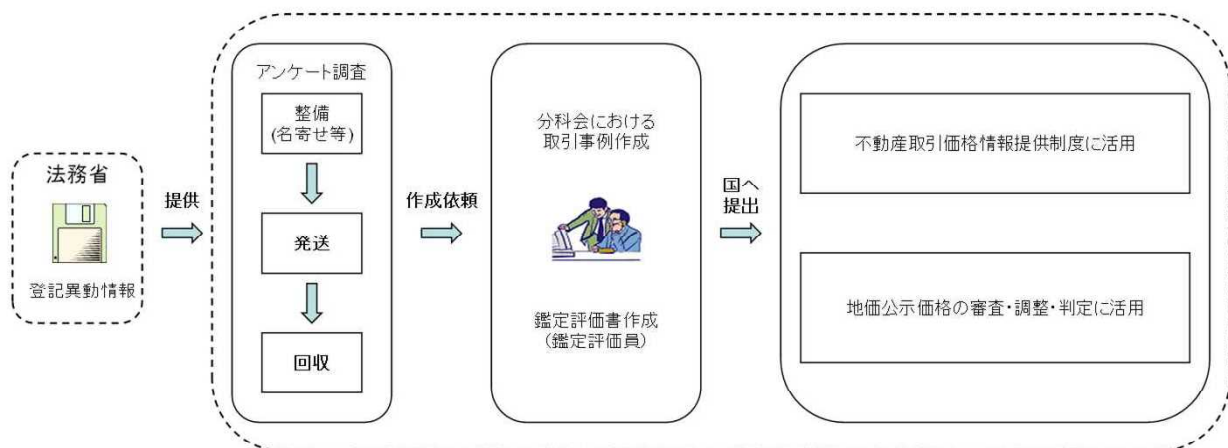 法務省
登記異動情報
提供
アンケート調査
整備
(名寄せ等)
発送
回収
作成依頼
分科会における
取引事例作成
鑑定評価書作成
(鑑定評価員)
国へ
提出
不動産取引価格情報提供制度に活用
地価公示価格の審査・調整・判定に活用